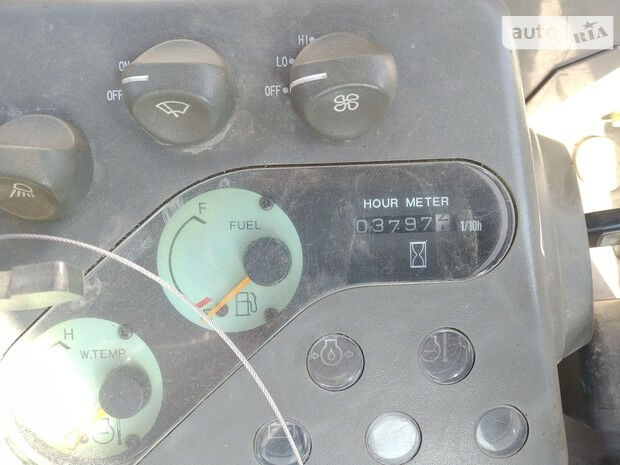 auto RIA
HI
ON LO
OFF OFF
HOUR METER
F
FUEL
03797 1/10h
H
W.TEMP.